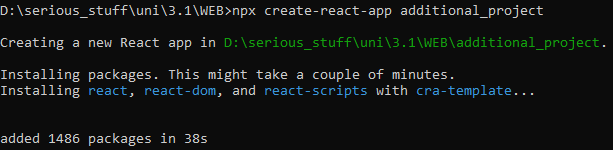 D:\serious_stuff\uni\3.1\WEB>npx create-react-app additional_project
Creating a new React app in D:\serious_stuff\uni\3.1\WEB\additional_project.
Installing packages. This might take a couple of minutes.
Installing react, react-dom, and react-scripts with cra-template...
added 1486 packages in 38s